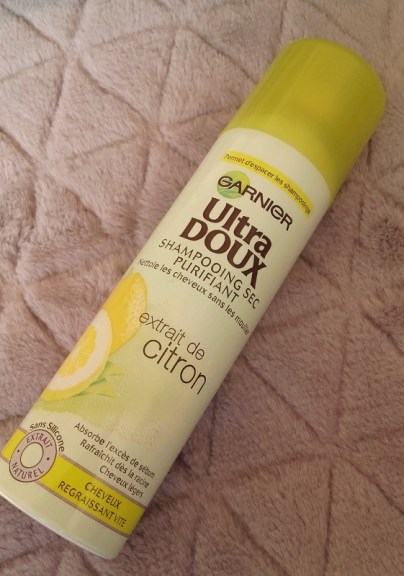 Permet d'espacer les shampooings
GARNIER
Ultra
DOUX
SHAMPOOING SEC
PURIFIANT
Nettoie les cheveux sans les mouiller
extrait de
citron
Absorbe l'excès de sébum
Rafraîchit dès la racine
Cheveux légers
sans Silicone
EXTRAIT
NATUREL
CHEVEUX
REGRAISSANT VITE